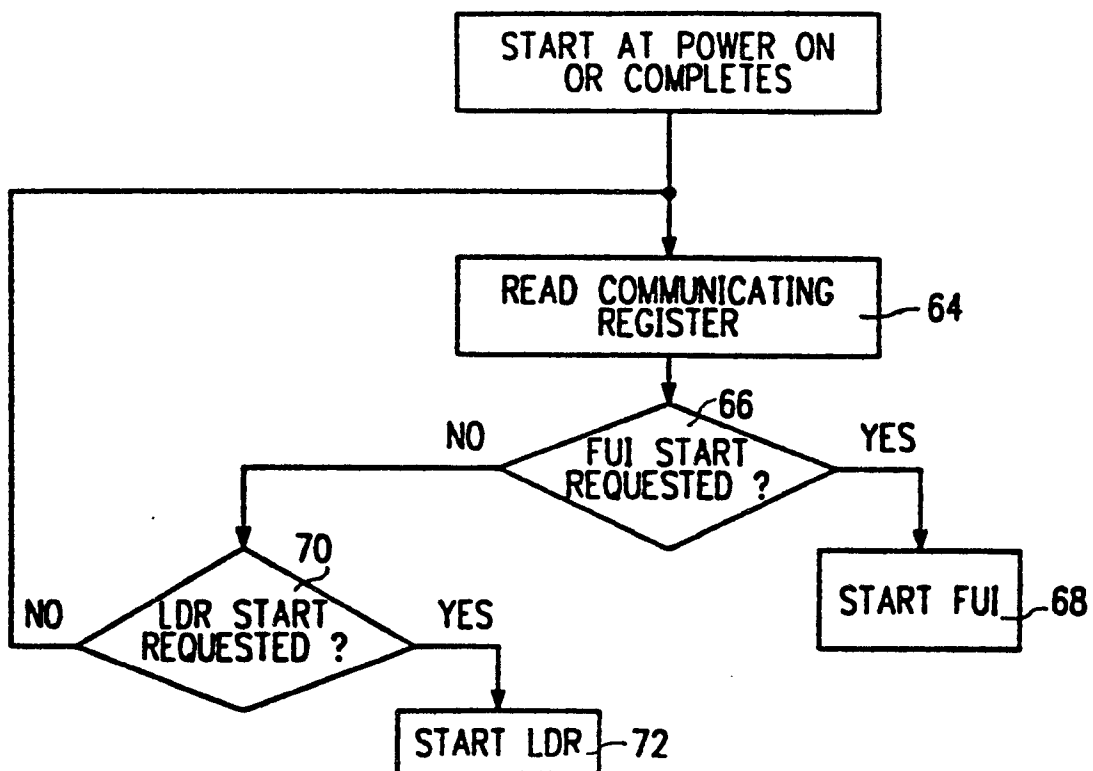 START AT POWER ON
OR COMPLETES
READ COMMUNICATING
REGISTER
64
66
NO
YES
FUI START
REQUESTED ?
70
START FUI
68
NO
YES
LDR START
REQUESTED ?
START LDR
72